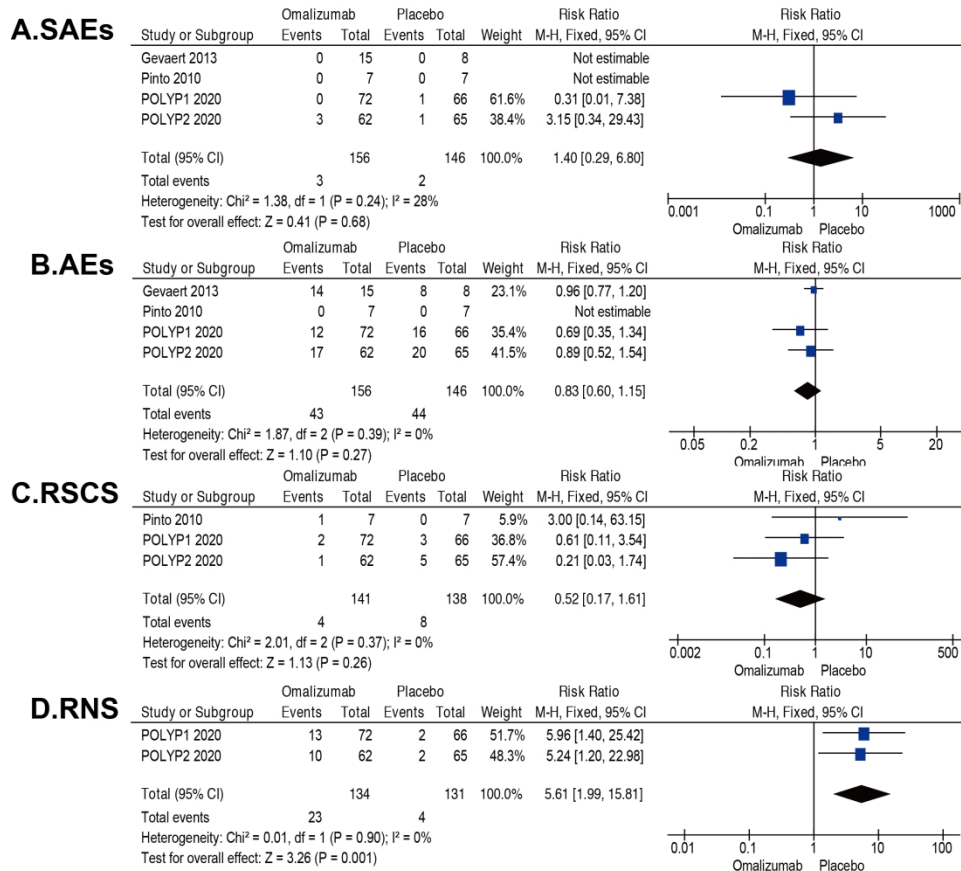 A.SAEs
Omalizumab Placebo Risk Ratio Risk Ratio
Study or Subgroup Events Total Events Total Weight M-H, Fixed, 95% CI M-H, Fixed, 95% CI
Gevaert 2013 0 15 0 8 Not estimable
Pinto 2010 0 7 0 7 Not estimable
POLYP1 2020 0 72 1 66 61.6% 0.31 [0.01, 7.38]
POLYP2 2020 3 62 1 65 38.4% 3.15 [0.34, 29.43]
Total (95% CI) 156 146 100.0% 1.40 [0.29, 6.80]
Total events 3 2
Heterogeneity: Chi² = 1.38, df = 1 (P = 0.24); I² = 28%
Test for overall effect: Z = 0.41 (P = 0.68)
0.001 0.1 1 10 1000
Omalizumab Placebo
B.AEs
Omalizumab Placebo Risk Ratio Risk Ratio
Study or Subgroup Events Total Events Total Weight M-H, Fixed, 95% CI M-H, Fixed, 95% CI
Gevaert 2013 14 15 8 8 23.1% 0.96 [0.77, 1.20]
Pinto 2010 0 7 0 7 Not estimable
POLYP1 2020 12 72 16 66 35.4% 0.69 [0.35, 1.34]
POLYP2 2020 17 62 20 65 41.5% 0.89 [0.52, 1.54]
Total (95% CI) 156 146 100.0% 0.83 [0.60, 1.15]
Total events 43 44
Heterogeneity: Chi² = 1.87, df = 2 (P = 0.39); I² = 0%
Test for overall effect: Z = 1.10 (P = 0.27)
0.05 0.2 1 5 20
Omalizumab Placebo
C.RSCS
Omalizumab Placebo Risk Ratio Risk Ratio
Study or Subgroup Events Total Events Total Weight M-H, Fixed, 95% CI M-H, Fixed, 95% CI
Pinto 2010 1 7 0 7 5.9% 3.00 [0.14, 63.15]
POLYP1 2020 2 72 3 66 36.8% 0.61 [0.11, 3.54]
POLYP2 2020 1 62 5 65 57.4% 0.21 [0.03, 1.74]
Total (95% CI) 141 138 100.0% 0.52 [0.17, 1.61]
Total events 4 8
Heterogeneity: Chi² = 2.01, df = 2 (P = 0.37); I² = 0%
Test for overall effect: Z = 1.13 (P = 0.26)
0.002 0.1 1 10 500
Omalizumab Placebo
D.RNS
Omalizumab Placebo Risk Ratio Risk Ratio
Study or Subgroup Events Total Events Total Weight M-H, Fixed, 95% CI M-H, Fixed, 95% CI
POLYP1 2020 13 72 2 66 51.7% 5.96 [1.40, 25.42]
POLYP2 2020 10 62 2 65 48.3% 5.24 [1.20, 22.98]
Total (95% CI) 134 131 100.0% 5.61 [1.99, 15.81]
Total events 23 4
Heterogeneity: Chi² = 0.01, df = 1 (P = 0.90); I² = 0%
Test for overall effect: Z = 3.26 (P = 0.001)
0.01 0.1 1 10 100
Omalizumab Placebo